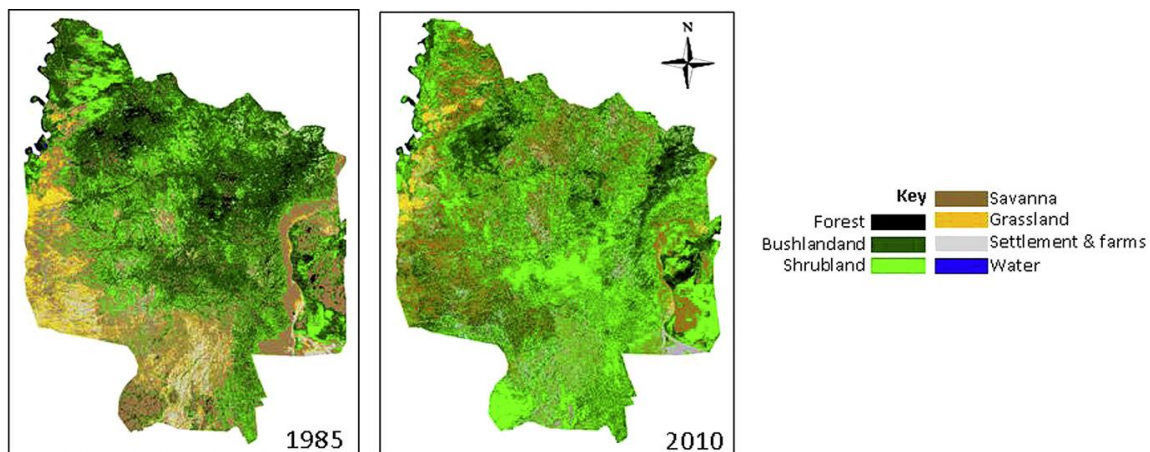 N
1985
2010
Key
Forest
Bushlandand
Shrubland
Savanna
Grassland
Settlement & farms
Water